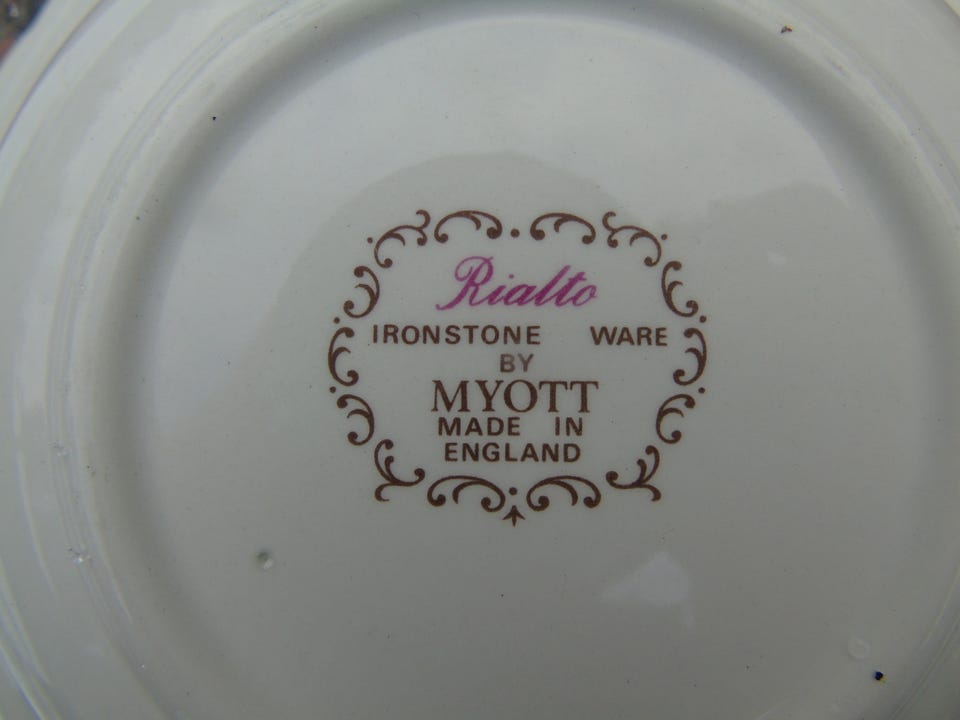 Rialto
IRONSTONE WARE
BY
MYOTT
MADE IN
ENGLAND